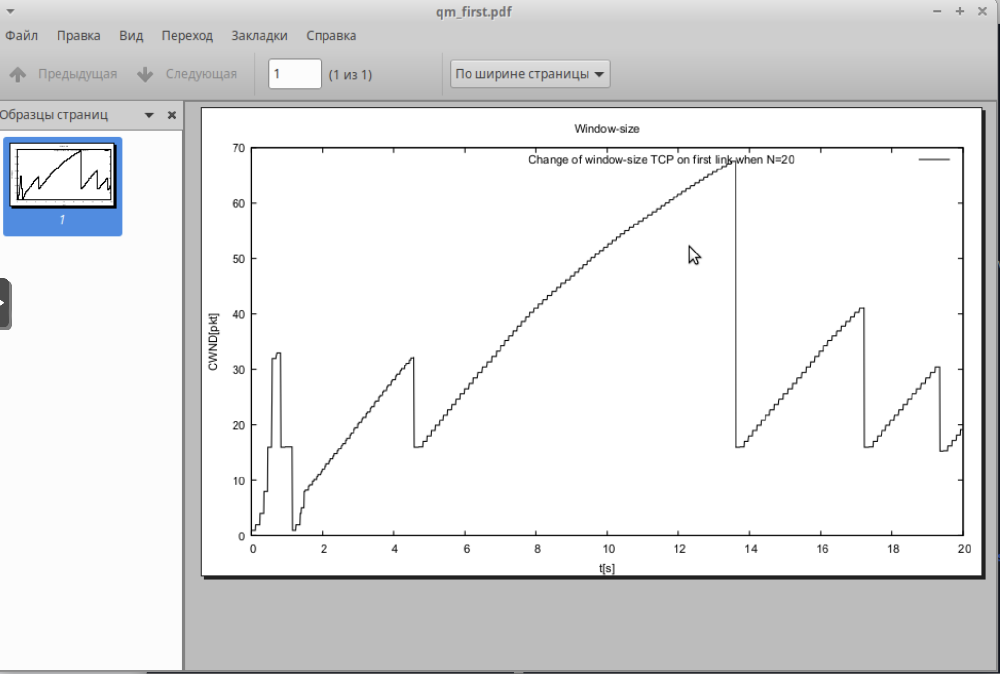 qm_first.pdf
Файл Правка Вид Переход Закладки Справка
Предыдущая Следующая 1 (1 из 1) По ширине страницы
Образцы страниц
1
Window-size
Change of window-size TCP on first link when N=20
70
60
50
40
30
20
10
0
CWND[pkt]
0 2 4 6 8 10 12 14 16 18 20
t[s]